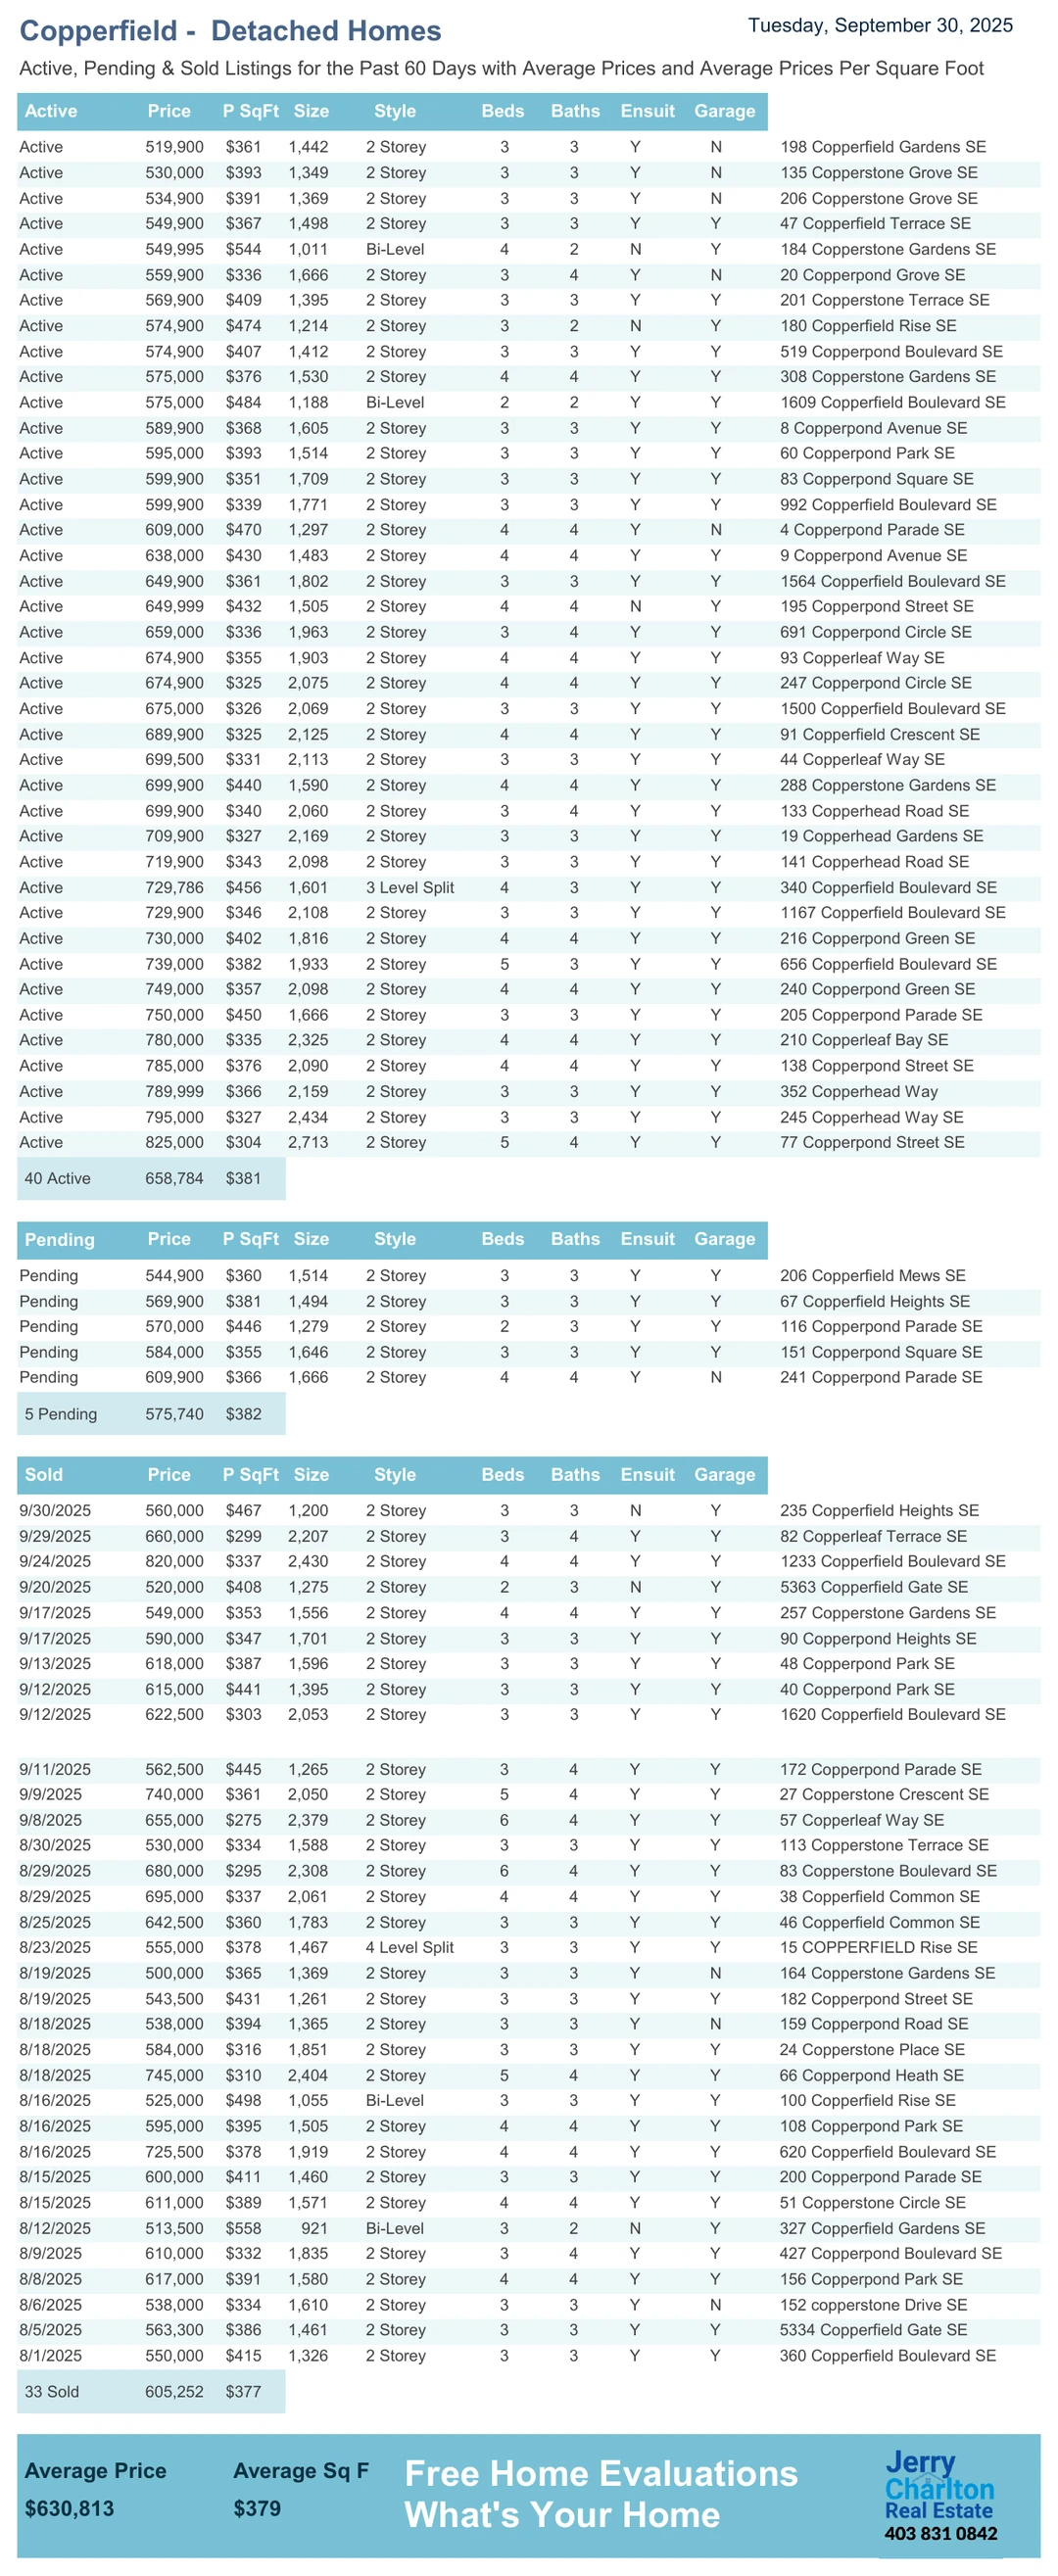 Copperfield - Detached Homes
Tuesday, September 30, 2025
Active, Pending & Sold Listings for the Past 60 Days with Average Prices and Average Prices Per Square Foot
Active Price P SqFt Size Style Beds Baths Ensuit Garage
Active 519,900 $361 1,442 2 Storey 3 3 Y N 198 Copperfield Gardens SE
Active 530,000 $393 1,349 2 Storey 3 3 Y N 135 Copperstone Grove SE
Active 534,900 $391 1,369 2 Storey 3 3 Y N 206 Copperstone Grove SE
Active 549,900 $367 1,498 2 Storey 3 3 Y Y 47 Copperfield Terrace SE
Active 549,995 $544 1,011 Bi-Level 4 2 N Y 184 Copperstone Gardens SE
Active 559,900 $336 1,666 2 Storey 3 4 Y N 20 Copperpond Grove SE
Active 569,900 $409 1,395 2 Storey 3 3 Y Y 201 Copperstone Terrace SE
Active 574,900 $474 1,214 2 Storey 3 2 N Y 180 Copperfield Rise SE
Active 574,900 $407 1,412 2 Storey 3 3 Y Y 519 Copperpond Boulevard SE
Active 575,000 $376 1,530 2 Storey 4 4 Y Y 308 Copperstone Gardens SE
Active 575,000 $484 1,188 Bi-Level 2 2 Y Y 1609 Copperfield Boulevard SE
Active 589,900 $368 1,605 2 Storey 3 3 Y Y 8 Copperpond Avenue SE
Active 595,000 $393 1,514 2 Storey 3 3 Y Y 60 Copperpond Park SE
Active 599,900 $351 1,709 2 Storey 3 3 Y Y 83 Copperpond Square SE
Active 599,900 $339 1,771 2 Storey 3 3 Y Y 992 Copperfield Boulevard SE
Active 609,000 $470 1,297 2 Storey 4 4 Y N 4 Copperpond Parade SE
Active 638,000 $430 1,483 2 Storey 4 4 Y Y 9 Copperpond Avenue SE
Active 649,900 $361 1,802 2 Storey 3 3 Y Y 1564 Copperfield Boulevard SE
Active 649,999 $432 1,505 2 Storey 4 4 N Y 195 Copperpond Street SE
Active 659,000 $336 1,963 2 Storey 3 4 Y Y 691 Copperpond Circle SE
Active 674,900 $355 1,903 2 Storey 4 4 Y Y 93 Copperleaf Way SE
Active 674,900 $325 2,075 2 Storey 4 4 Y Y 247 Copperpond Circle SE
Active 675,000 $326 2,069 2 Storey 3 3 Y Y 1500 Copperfield Boulevard SE
Active 689,900 $325 2,125 2 Storey 4 4 Y Y 91 Copperfield Crescent SE
Active 699,500 $331 2,113 2 Storey 3 3 Y Y 44 Copperleaf Way SE
Active 699,900 $440 1,590 2 Storey 4 4 Y Y 288 Copperstone Gardens SE
Active 699,900 $340 2,060 2 Storey 3 4 Y Y 133 Copperhead Road SE
Active 709,900 $327 2,169 2 Storey 3 3 Y Y 19 Copperhead Gardens SE
Active 719,900 $343 2,098 2 Storey 3 3 Y Y 141 Copperhead Road SE
Active 729,786 $456 1,601 3 Level Split 4 3 Y Y 340 Copperfield Boulevard SE
Active 729,900 $346 2,108 2 Storey 3 3 Y Y 1167 Copperfield Boulevard SE
Active 730,000 $402 1,816 2 Storey 4 4 Y Y 216 Copperpond Green SE
Active 739,000 $382 1,933 2 Storey 5 3 Y Y 656 Copperfield Boulevard SE
Active 749,000 $357 2,098 2 Storey 4 4 Y Y 240 Copperpond Green SE
Active 750,000 $450 1,666 2 Storey 3 3 Y Y 205 Copperpond Parade SE
Active 780,000 $335 2,325 2 Storey 4 4 Y Y 210 Copperleaf Bay SE
Active 785,000 $376 2,090 2 Storey 4 4 Y Y 138 Copperpond Street SE
Active 789,999 $366 2,159 2 Storey 3 3 Y Y 352 Copperhead Way
Active 795,000 $327 2,434 2 Storey 3 3 Y Y 245 Copperhead Way SE
Active 825,000 $304 2,713 2 Storey 5 4 Y Y 77 Copperpond Street SE
40 Active 658,784 $381
Pending Price P SqFt Size Style Beds Baths Ensuit Garage
Pending 544,900 $360 1,514 2 Storey 3 3 Y Y 206 Copperfield Mews SE
Pending 569,900 $381 1,494 2 Storey 3 3 Y Y 67 Copperfield Heights SE
Pending 570,000 $446 1,279 2 Storey 2 3 Y Y 116 Copperpond Parade SE
Pending 584,000 $355 1,646 2 Storey 3 3 Y Y 151 Copperpond Square SE
Pending 609,900 $366 1,666 2 Storey 4 4 Y N 241 Copperpond Parade SE
5 Pending 575,740 $382
Sold Price P SqFt Size Style Beds Baths Ensuit Garage
9/30/2025 560,000 $467 1,200 2 Storey 3 3 N Y 235 Copperfield Heights SE
9/29/2025 660,000 $299 2,207 2 Storey 3 4 Y Y 82 Copperleaf Terrace SE
9/24/2025 820,000 $337 2,430 2 Storey 4 4 Y Y 1233 Copperfield Boulevard SE
9/20/2025 520,000 $408 1,275 2 Storey 2 3 N Y 5363 Copperfield Gate SE
9/17/2025 549,000 $353 1,556 2 Storey 4 4 Y Y 257 Copperstone Gardens SE
9/17/2025 590,000 $347 1,701 2 Storey 3 3 Y Y 90 Copperpond Heights SE
9/13/2025 618,000 $387 1,596 2 Storey 3 3 Y Y 48 Copperpond Park SE
9/12/2025 615,000 $441 1,395 2 Storey 3 3 Y Y 40 Copperpond Park SE
9/12/2025 622,500 $303 2,053 2 Storey 3 3 Y Y 1620 Copperfield Boulevard SE
9/11/2025 562,500 $445 1,265 2 Storey 3 4 Y Y 172 Copperpond Parade SE
9/9/2025 740,000 $361 2,050 2 Storey 5 4 Y Y 27 Copperstone Crescent SE
9/8/2025 655,000 $275 2,379 2 Storey 6 4 Y Y 57 Copperleaf Way SE
8/30/2025 530,000 $334 1,588 2 Storey 3 3 Y Y 113 Copperstone Terrace SE
8/29/2025 680,000 $295 2,308 2 Storey 6 4 Y Y 83 Copperstone Boulevard SE
8/29/2025 695,000 $337 2,061 2 Storey 4 4 Y Y 38 Copperfield Common SE
8/25/2025 642,500 $360 1,783 2 Storey 3 3 Y Y 46 Copperfield Common SE
8/23/2025 555,000 $378 1,467 4 Level Split 3 3 Y Y 15 COPPERFIELD Rise SE
8/19/2025 500,000 $365 1,369 2 Storey 3 3 Y N 164 Copperstone Gardens SE
8/19/2025 543,500 $431 1,261 2 Storey 3 3 Y Y 182 Copperpond Street SE
8/18/2025 538,000 $394 1,365 2 Storey 3 3 Y N 159 Copperpond Road SE
8/18/2025 584,000 $316 1,851 2 Storey 3 3 Y Y 24 Copperstone Place SE
8/18/2025 745,000 $310 2,404 2 Storey 5 4 Y Y 66 Copperpond Heath SE
8/16/2025 525,000 $498 1,055 Bi-Level 3 3 Y Y 100 Copperfield Rise SE
8/16/2025 595,000 $395 1,505 2 Storey 4 4 Y Y 108 Copperpond Park SE
8/16/2025 725,500 $378 1,919 2 Storey 4 4 Y Y 620 Copperfield Boulevard SE
8/15/2025 600,000 $411 1,460 2 Storey 3 3 Y Y 200 Copperpond Parade SE
8/15/2025 611,000 $389 1,571 2 Storey 4 4 Y Y 51 Copperstone Circle SE
8/12/2025 513,500 $558 921 Bi-Level 3 2 N Y 327 Copperfield Gardens SE
8/9/2025 610,000 $332 1,835 2 Storey 3 4 Y Y 427 Copperpond Boulevard SE
8/8/2025 617,000 $391 1,580 2 Storey 4 4 Y Y 156 Copperpond Park SE
8/6/2025 538,000 $334 1,610 2 Storey 3 3 Y N 152 copperstone Drive SE
8/5/2025 563,300 $386 1,461 2 Storey 3 3 Y Y 5334 Copperfield Gate SE
8/1/2025 550,000 $415 1,326 2 Storey 3 3 Y Y 360 Copperfield Boulevard SE
33 Sold 605,252 $377
Average Price Average Sq F
$630,813 $379
Free Home Evaluations
What's Your Home
Jerry
Charlton
Real Estate
403 831 0842